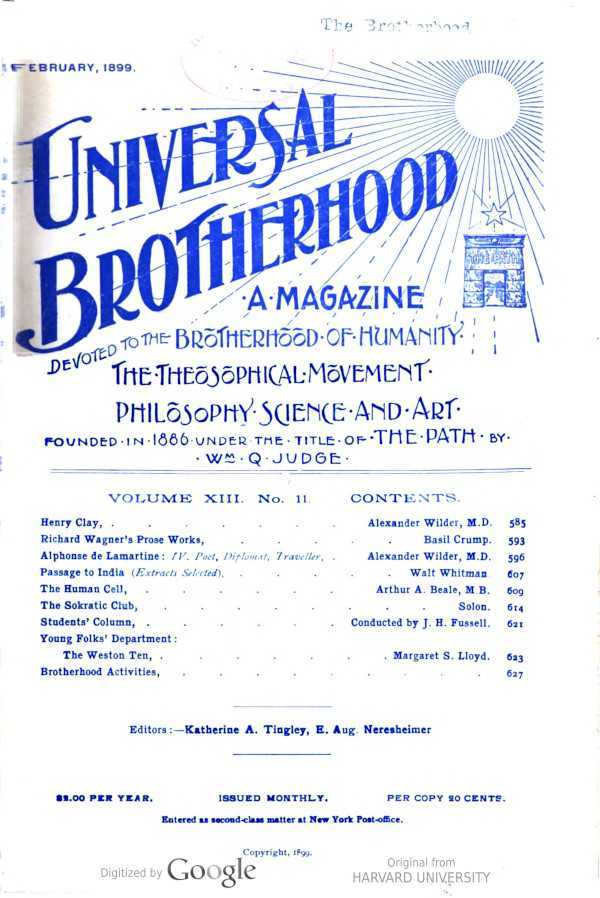 The Brotherhood
FEBRUARY, 1899.
UNIVERSAL
BROTHERHOOD
·A·MAGAZINE
DEVOTED TO THE BROTHERHOOD·OF·HUMANITY·
THE·THEOSOPHICAL·MOVEMENT·
PHILOSOPHY·SCIENCE·AND·ART·
FOUNDED·IN·1886·UNDER·THE·TITLE·OF·THE·PATH·BY·
·WM·Q·JUDGE·
VOLUME XIII. No. 11. CONTENTS.
Henry Clay, . . . . . . . Alexander Wilder, M.D. 585
Richard Wagner's Prose Works, . . . . . Basil Crump. 593
Alphonse de Lamartine: IV. Poet, Diplomat, Traveller, . Alexander Wilder, M.D. 596
Passage to India (Extracts Selected), . . . . . Walt Whitman 607
The Human Cell, . . . . . . Arthur A. Beale, M.B. 609
The Sokratic Club, . . . . . . . . Solon. 614
Students' Column, . . . . . . Conducted by J. H. Fussell. 621
Young Folks' Department:
The Weston Ten, . . . . . . . Margaret S. Lloyd. 623
Brotherhood Activities, . . . . . . . . . 627
Editors:—Katherine A. Tingley, E. Aug. Neresheimer
$2.00 PER YEAR. ISSUED MONTHLY. PER COPY 20 CENTS.
Entered as second-class matter at New York Post-office.
Copyright, 1899.
Digitized by Google
Original from
HARVARD UNIVERSITY